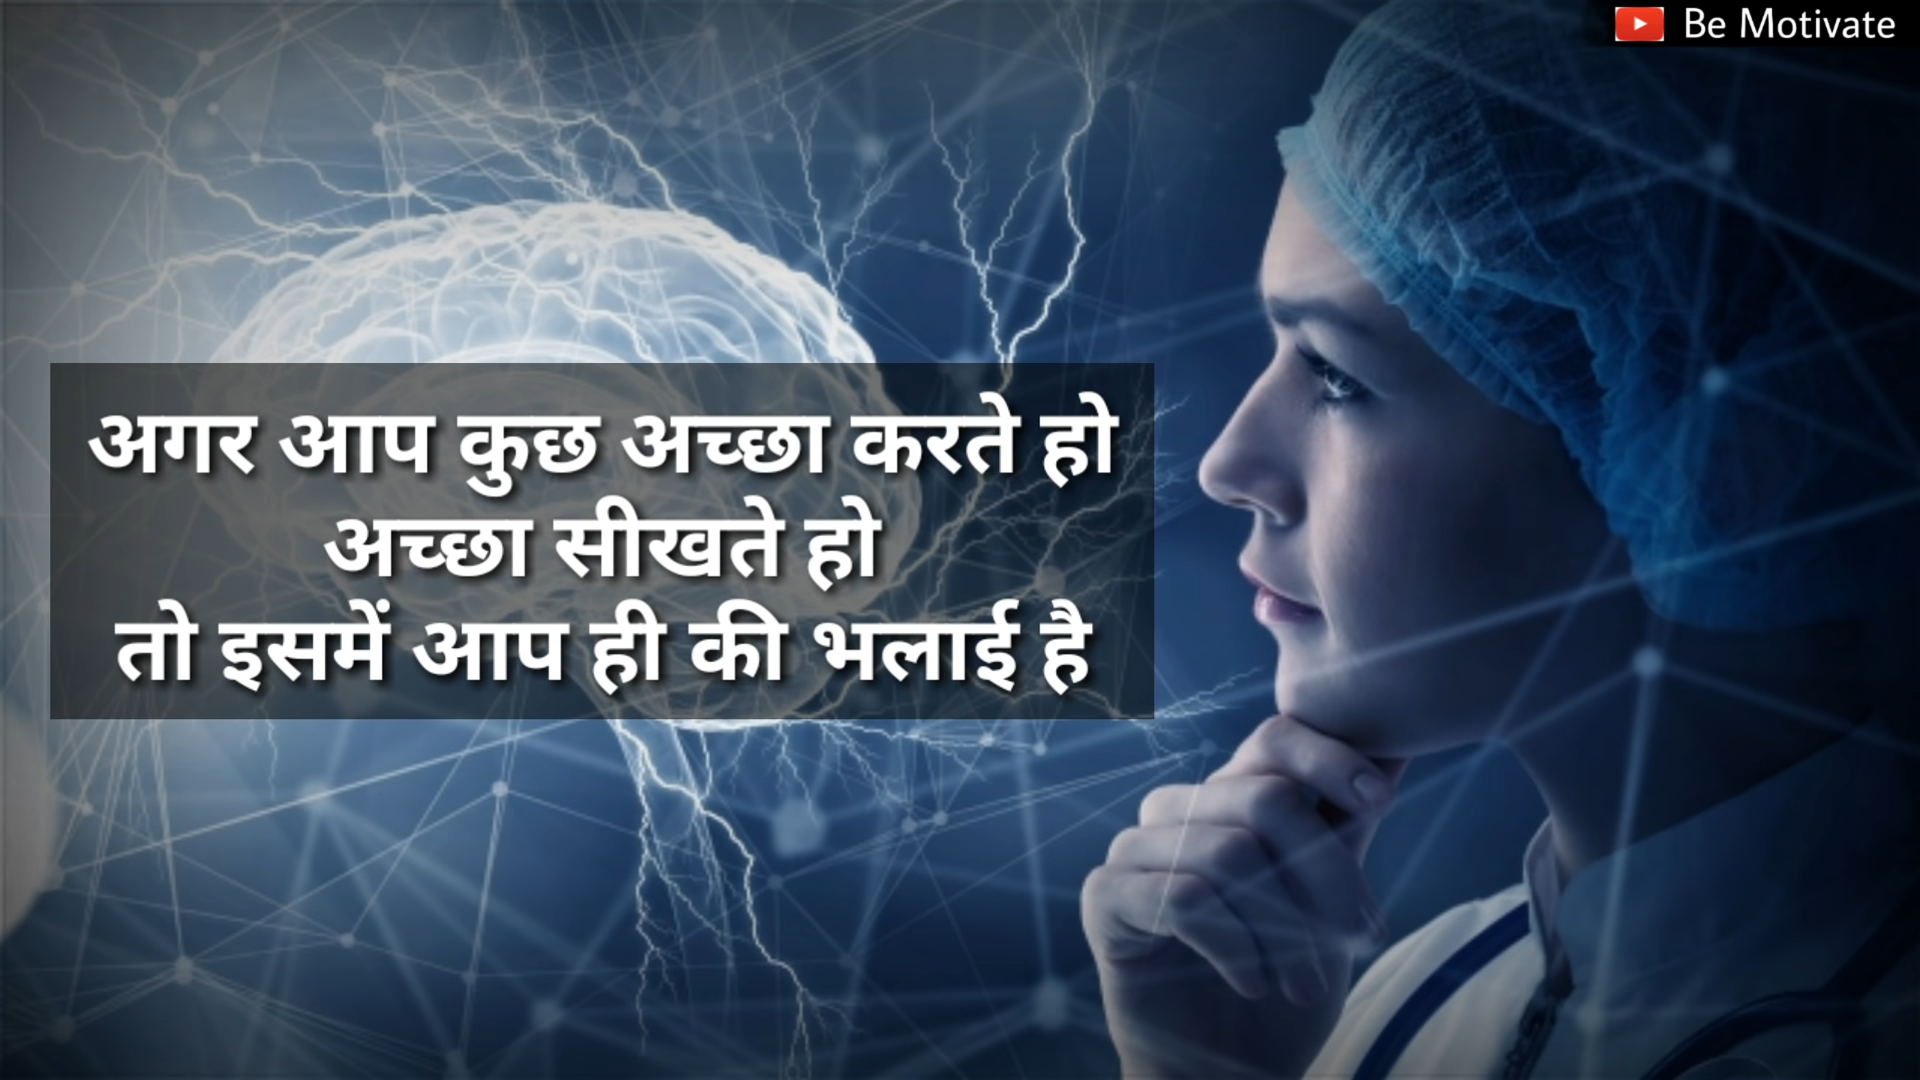 Be Motivate
अगर आप कुछ अच्छा करते हो
अच्छा सीखते हो
तो इसमें आप ही की भलाई है